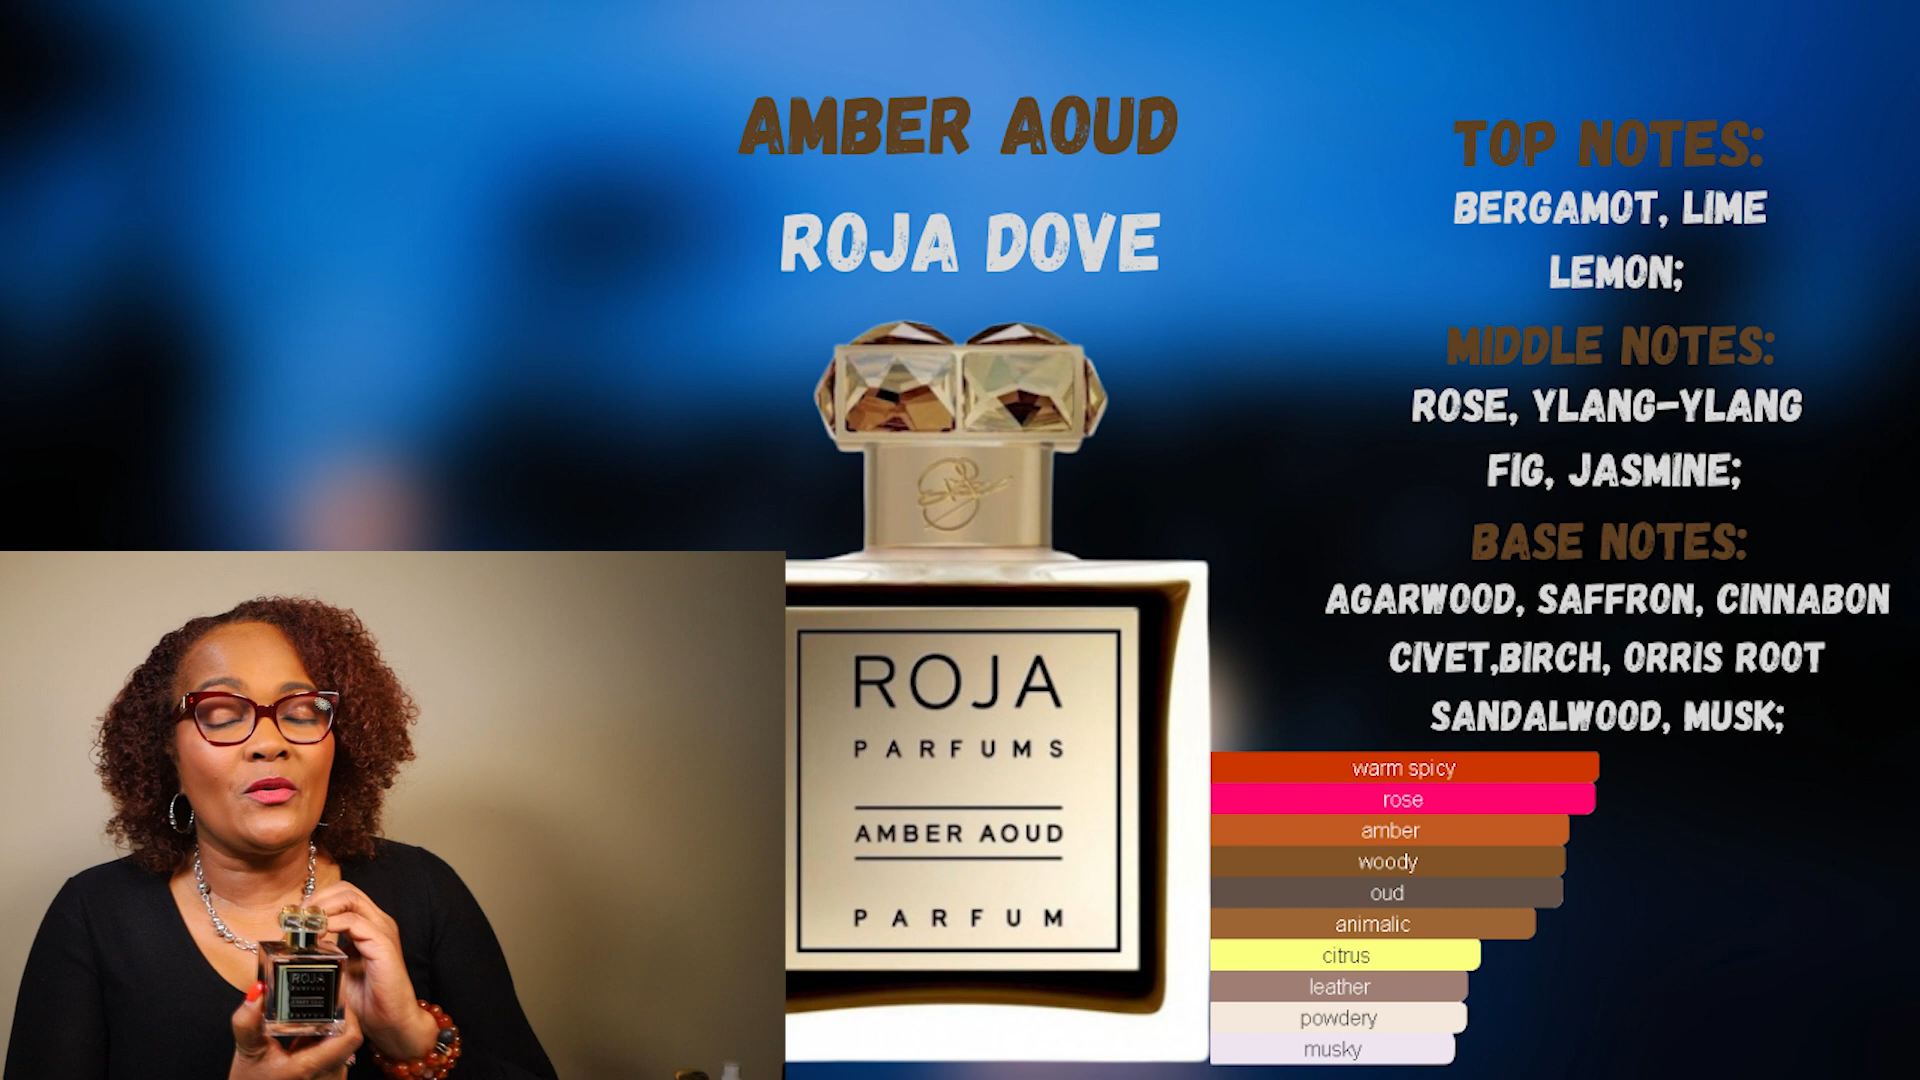 AMBER AOUD
ROJA DOVE
TOP NOTES:
BERGAMOT, LIME
LEMON;
MIDDLE NOTES:
ROSE, YLANG-YLANG
FIG, JASMINE;
BASE NOTES:
AGARWOOD, SAFFRON, CINNABON
CIVET,BIRCH, ORRIS ROOT
SANDALWOOD, MUSK;
ROJA
PARFUMS
AMBER AOUD
PARFUM
warm spicy
rose
amber
woody
oud
animalic
citrus
leather
powdery
musky
ROJA